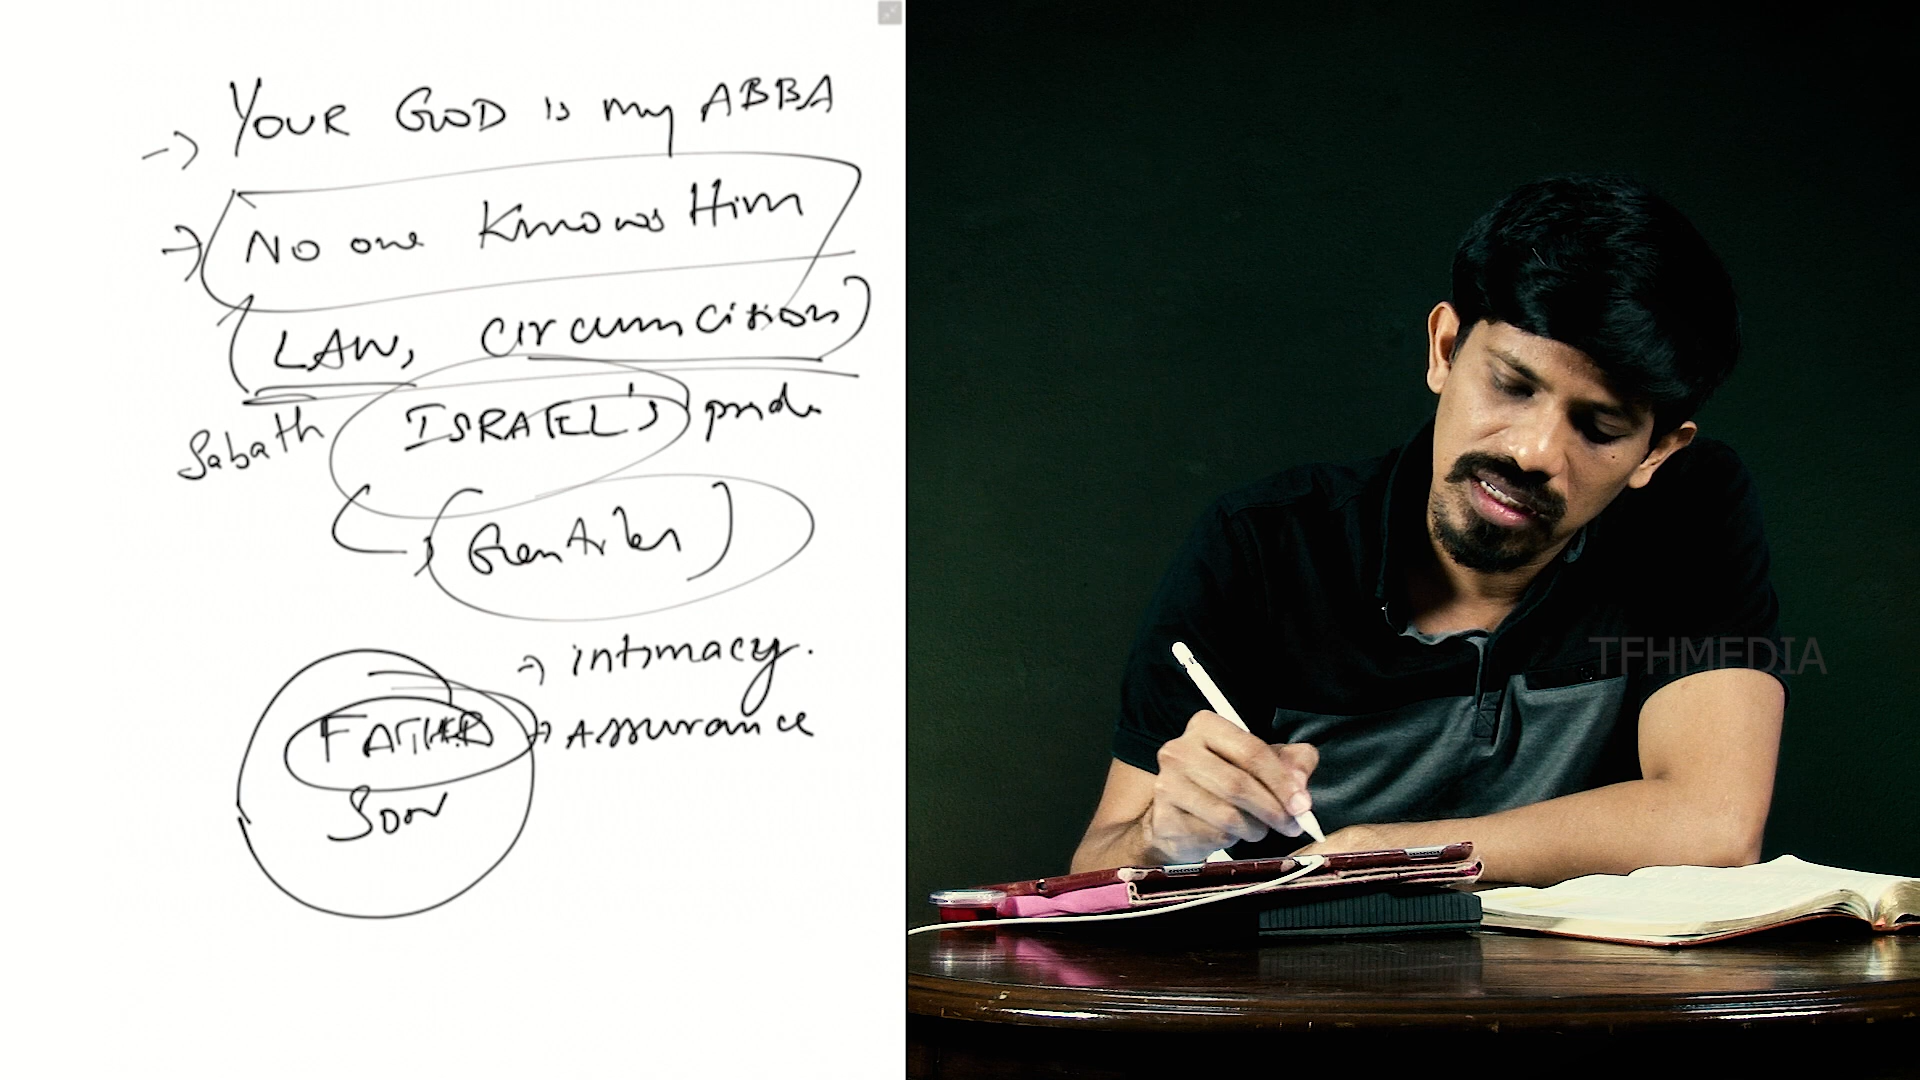 → YOUR GOD is my ABBA
→ No one Knows Him
(LAW, Circumcition)
Sabath ISRAEL'S pride
(Gentiles)
→ intimacy.
FATHER → Assurance
Son
TFHMEDIA